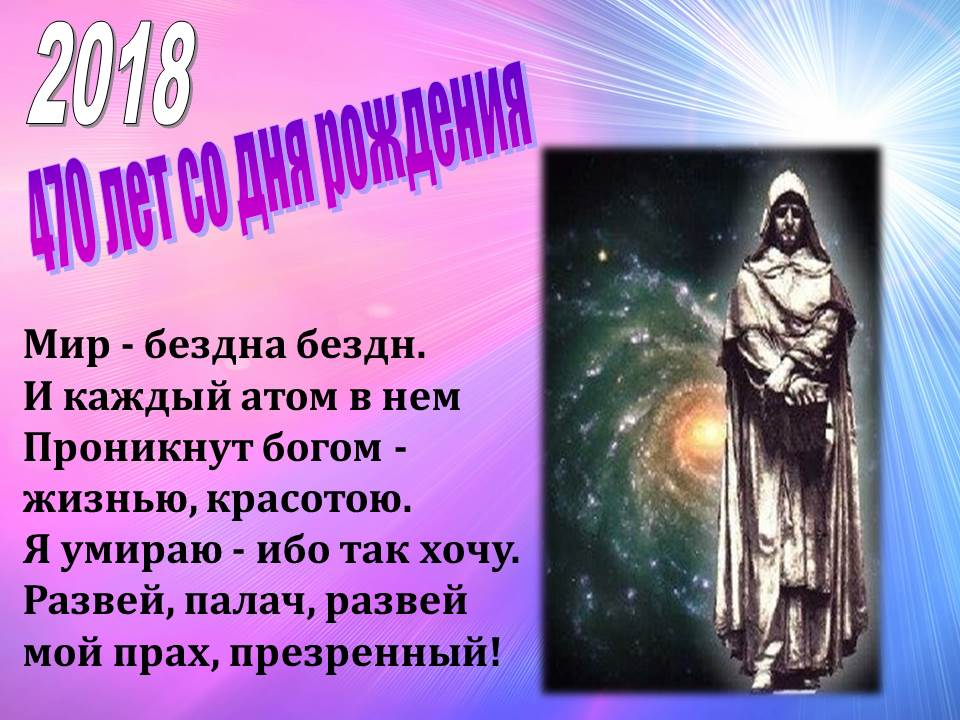 2018
470 лет со дня рождения
Мир - бездна бездн.
И каждый атом в нем
Проникнут богом -
жизнью, красотою.
Я умираю - ибо так хочу.
Развей, палач, развей
мой прах, презренный!